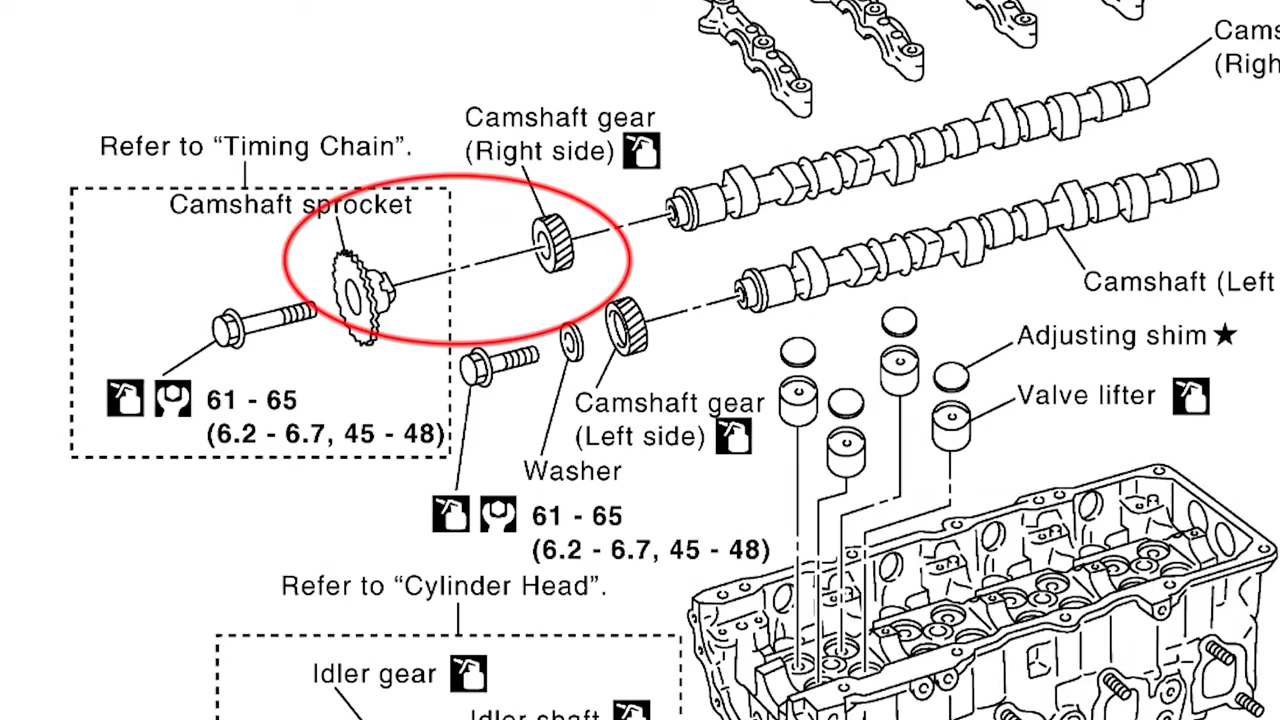 Cams
(Righ
Camshaft gear
(Right side)
Refer to “Timing Chain”.
Camshaft sprocket
Camshaft (Left
Adjusting shim ★
Valve lifter
61 - 65
(6.2 - 6.7, 45 - 48)
Camshaft gear
(Left side)
Washer
61 - 65
(6.2 - 6.7, 45 - 48)
Refer to “Cylinder Head”.
Idler gear
Idler shaft